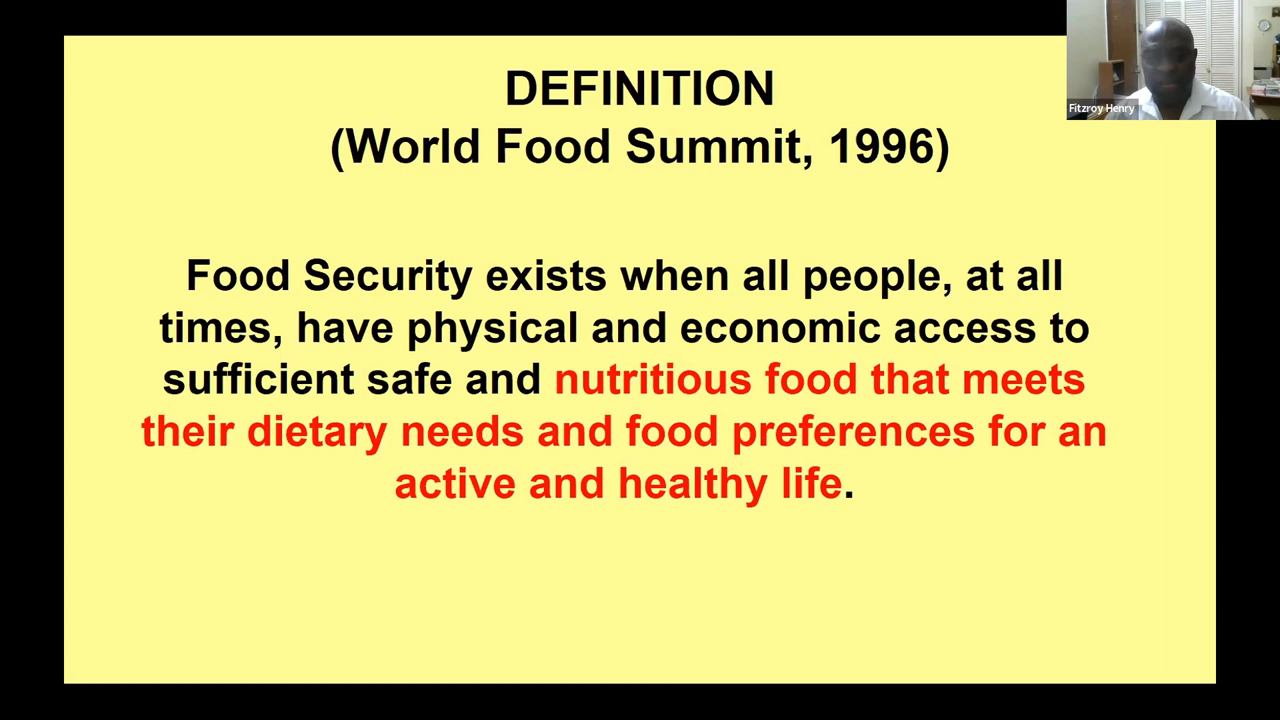 DEFINITION
(World Food Summit, 1996)
Food Security exists when all people, at all
times, have physical and economic access to
sufficient safe and nutritious food that meets
their dietary needs and food preferences for an
active and healthy life.
Fitzroy Henry